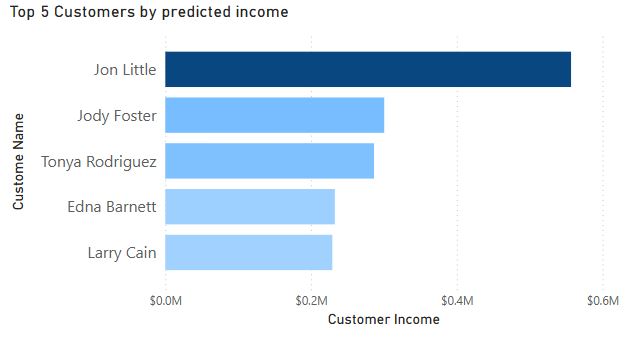 Top 5 Customers by predicted income
Custome Name
Jon Little
Jody Foster
Tonya Rodriguez
Edna Barnett
Larry Cain
$0.0M $0.2M $0.4M $0.6M
Customer Income